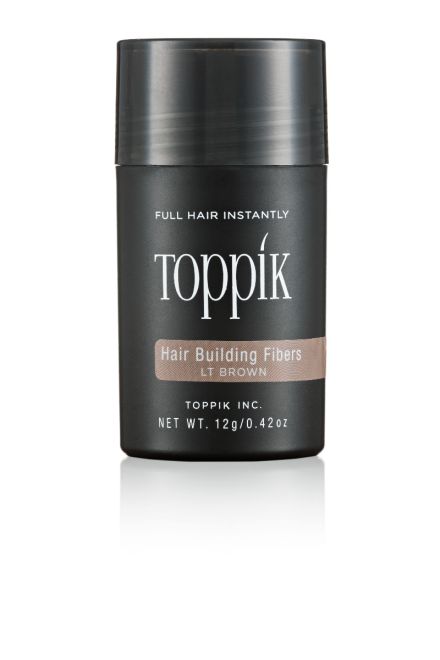 FULL HAIR INSTANTLY
Toppik
Hair Building Fibers
LT BROWN
TOPPIK INC.
NET WT. 12g/0.42oz